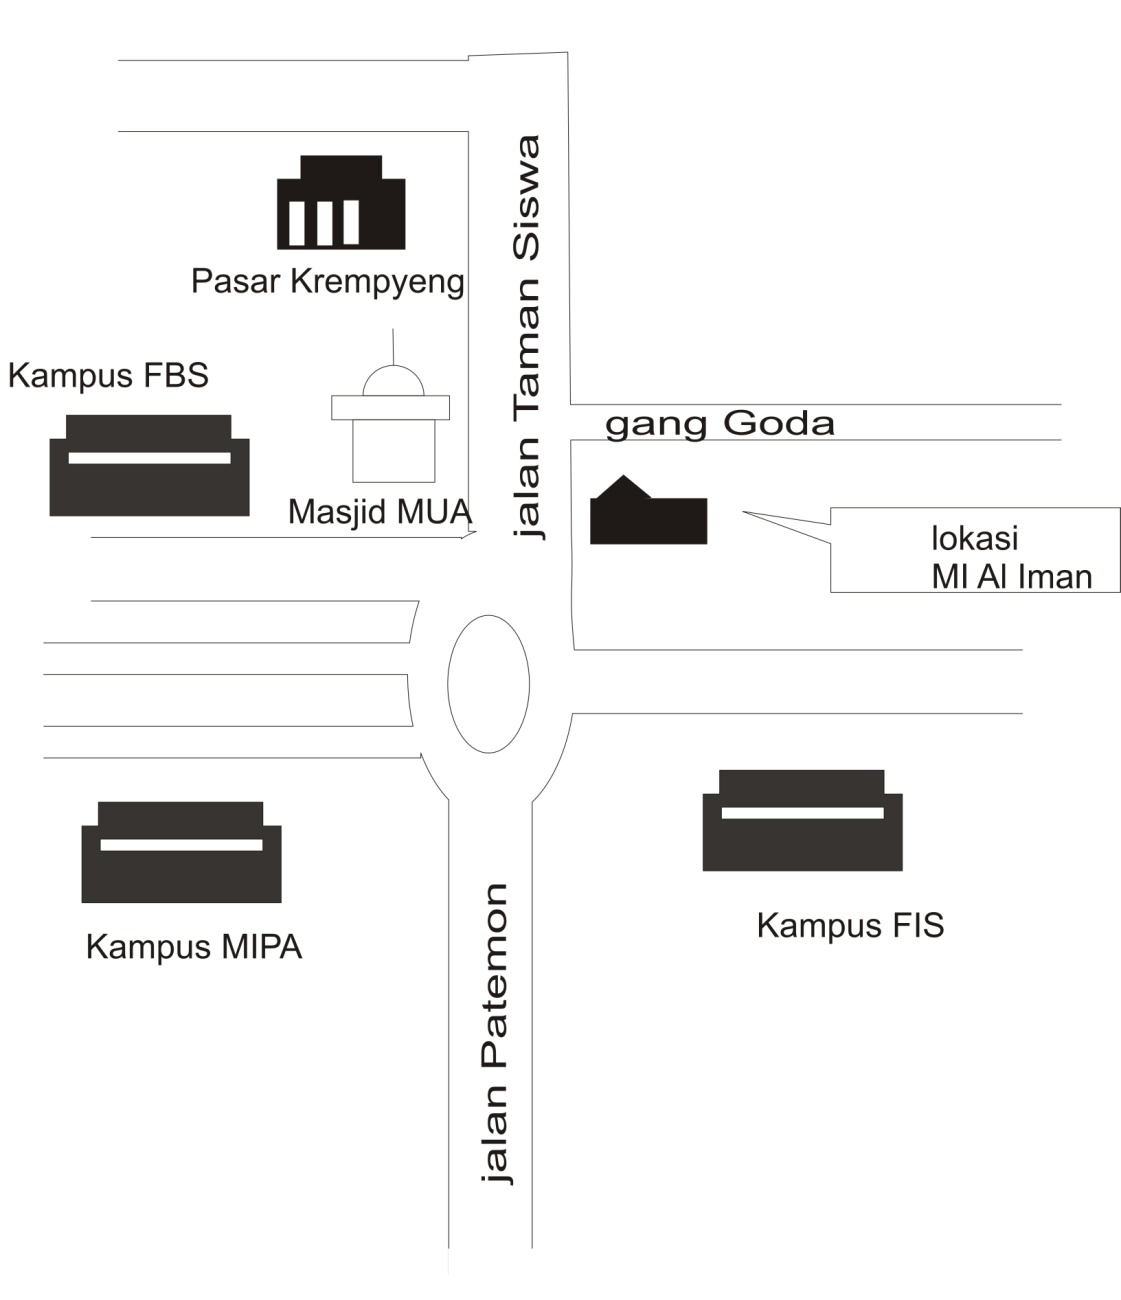 jalan Taman Siswa
Pasar Krempyeng
Kampus FBS
gang Goda
Masjid MUA
lokasi
MI Al Iman
Kampus FIS
Kampus MIPA
jalan Patemon